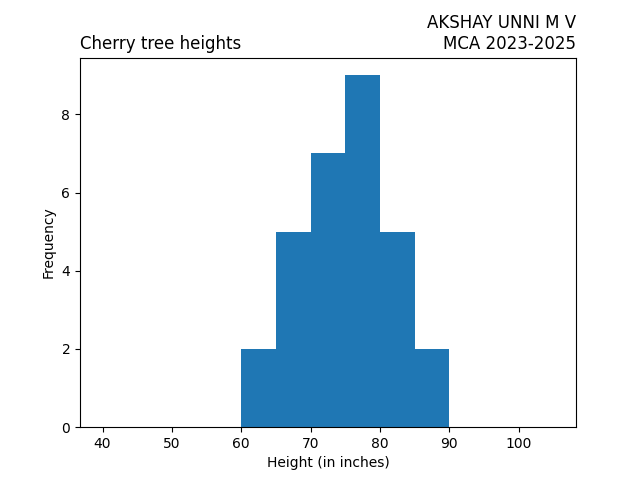 AKSHAY UNNI M V
Cherry tree heights
MCA 2023-2025
8
6
4
2
0
Frequency
40 50 60 70 80 90 100
Height (in inches)